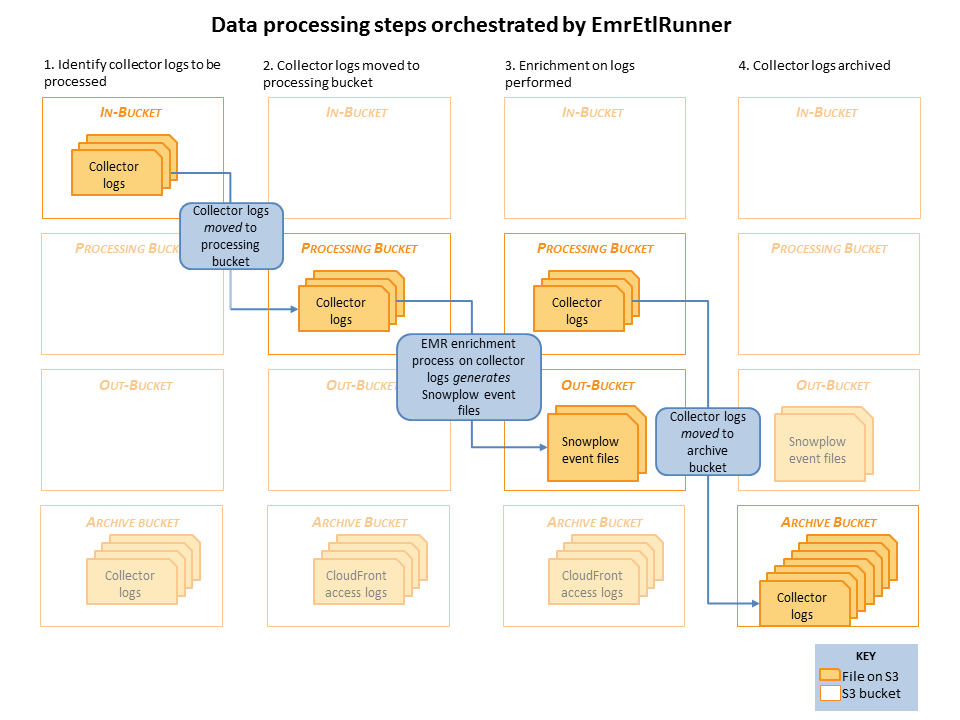 Data processing steps orchestrated by EmrEtlRunner
1. Identify collector logs to be
processed
2. Collector logs moved to
processing bucket
3. Enrichment on logs
performed
4. Collector logs archived
IN-BUCKET
IN-BUCKET
IN-BUCKET
IN-BUCKET
Collector
logs
Collector logs
moved to
processing
bucket
PROCESSING BUCK
PROCESSING BUCKET
PROCESSING BUCKET
PROCESSING BUCKET
Collector
logs
Collector
logs
EMR enrichment
process on collector
logs generates
Snowplow event
files
OUT-BUCKET
OUT-BUCKET
OUT-BUCKET
OUT-BUCKET
Snowplow
event files
Collector logs
moved to
archive
bucket
Snowplow
event files
ARCHIVE BUCKET
ARCHIVE BUCKET
ARCHIVE BUCKET
ARCHIVE BUCKET
Collector
logs
CloudFront
access logs
CloudFront
access logs
Collector
logs
KEY
File on S3
S3 bucket